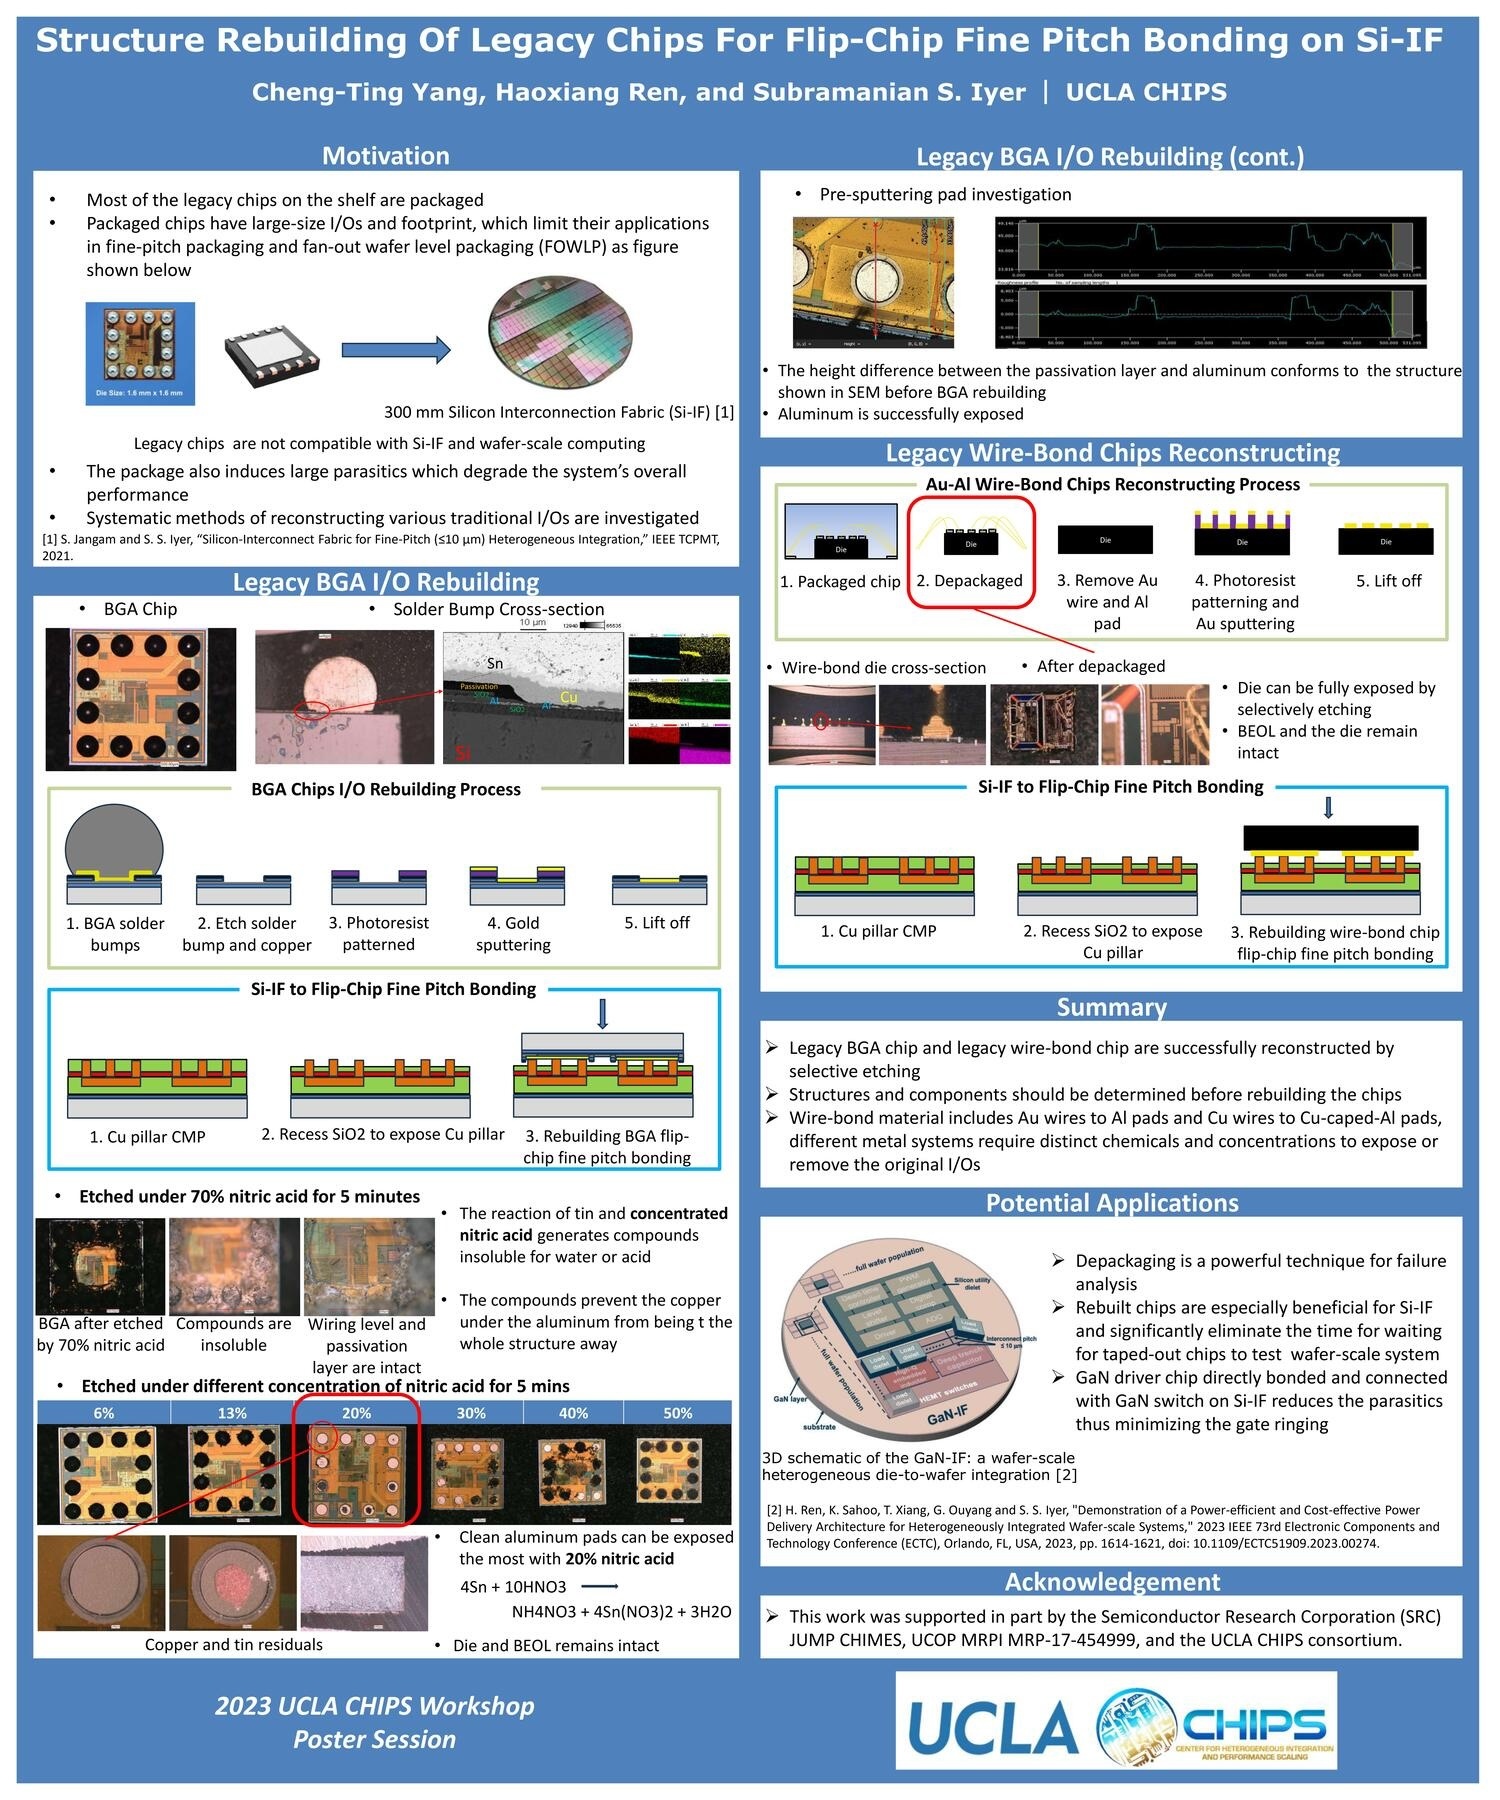 Structure Rebuilding Of Legacy Chips For Flip-Chip Fine Pitch Bonding on Si-IF
Cheng-Ting Yang, Haoxiang Ren, and Subramanian S. Iyer | UCLA CHIPS
Motivation
• Most of the legacy chips on the shelf are packaged
• Packaged chips have large-size I/Os and footprint, which limit their applications
in fine-pitch packaging and fan-out wafer level packaging (FOWLP) as figure
shown below
Die Size: 1.6 mm x 1.6 mm
300 mm Silicon Interconnection Fabric (Si-IF) [1]
Legacy chips are not compatible with Si-IF and wafer-scale computing
• The package also induces large parasitics which degrade the system's overall
performance
• Systematic methods of reconstructing various traditional I/Os are investigated
[1] S. Jangam and S. S. Iyer, “Silicon-Interconnect Fabric for Fine-Pitch (≤10 μm) Heterogeneous Integration,” IEEE TCPMT,
2021.
Legacy BGA I/O Rebuilding
• BGA Chip
• Solder Bump Cross-section
10 μm
Sn
Passivation
SiO2
Al
Al
SiO2
Cu
Si
BGA Chips I/O Rebuilding Process
1. BGA solder
bumps
2. Etch solder
bump and copper
3. Photoresist
patterned
4. Gold
sputtering
5. Lift off
Si-IF to Flip-Chip Fine Pitch Bonding
1. Cu pillar CMP
2. Recess SiO2 to expose Cu pillar
3. Rebuilding BGA flip-
chip fine pitch bonding
• Etched under 70% nitric acid for 5 minutes
BGA after etched
by 70% nitric acid
Compounds are
insoluble
Wiring level and
passivation
layer are intact
• The reaction of tin and concentrated
nitric acid generates compounds
insoluble for water or acid
• The compounds prevent the copper
under the aluminum from being t the
whole structure away
• Etched under different concentration of nitric acid for 5 mins
6% 13% 20% 30% 40% 50%
Copper and tin residuals
• Clean aluminum pads can be exposed
the most with 20% nitric acid
4Sn + 10HNO3
NH4NO3 + 4Sn(NO3)2 + 3H2O
• Die and BEOL remains intact
Legacy BGA I/O Rebuilding (cont.)
• Pre-sputtering pad investigation
• The height difference between the passivation layer and aluminum conforms to the structure
shown in SEM before BGA rebuilding
• Aluminum is successfully exposed
Legacy Wire-Bond Chips Reconstructing
Au-Al Wire-Bond Chips Reconstructing Process
Die
Die
Die
Die
Die
1. Packaged chip
2. Depackaged
3. Remove Au
wire and Al
pad
4. Photoresist
patterning and
Au sputtering
5. Lift off
• Wire-bond die cross-section
• After depackaged
• Die can be fully exposed by
selectively etching
• BEOL and the die remain
intact
Si-IF to Flip-Chip Fine Pitch Bonding
1. Cu pillar CMP
2. Recess SiO2 to expose
Cu pillar
3. Rebuilding wire-bond chip
flip-chip fine pitch bonding
Summary
➢ Legacy BGA chip and legacy wire-bond chip are successfully reconstructed by
selective etching
➢ Structures and components should be determined before rebuilding the chips
➢ Wire-bond material includes Au wires to Al pads and Cu wires to Cu-caped-Al pads,
different metal systems require distinct chemicals and concentrations to expose or
remove the original I/Os
Potential Applications
full wafer population
Silicon utility
dielet
Level
shifter
Driver
ADC
Load
dielet
Load
dielet
Load
dielet
Load
dielet
Interconnect pitch
≤ 10 μm
Deep trench
capacitor
HEMT switches
full wafer population
GaN layer
substrate
GaN-IF
3D schematic of the GaN-IF: a wafer-scale
heterogeneous die-to-wafer integration [2]
➢ Depackaging is a powerful technique for failure
analysis
➢ Rebuilt chips are especially beneficial for Si-IF
and significantly eliminate the time for waiting
for taped-out chips to test wafer-scale system
➢ GaN driver chip directly bonded and connected
with GaN switch on Si-IF reduces the parasitics
thus minimizing the gate ringing
[2] H. Ren, K. Sahoo, T. Xiang, G. Ouyang and S. S. Iyer, "Demonstration of a Power-efficient and Cost-effective Power
Delivery Architecture for Heterogeneously Integrated Wafer-scale Systems," 2023 IEEE 73rd Electronic Components and
Technology Conference (ECTC), Orlando, FL, USA, 2023, pp. 1614-1621, doi: 10.1109/ECTC51909.2023.00274.
Acknowledgement
➢ This work was supported in part by the Semiconductor Research Corporation (SRC)
JUMP CHIMES, UCOP MRPI MRP-17-454999, and the UCLA CHIPS consortium.
2023 UCLA CHIPS Workshop
Poster Session
UCLA
CHIPS
CENTER FOR HETEROGENEOUS INTEGRATION
AND PERFORMANCE SCALING